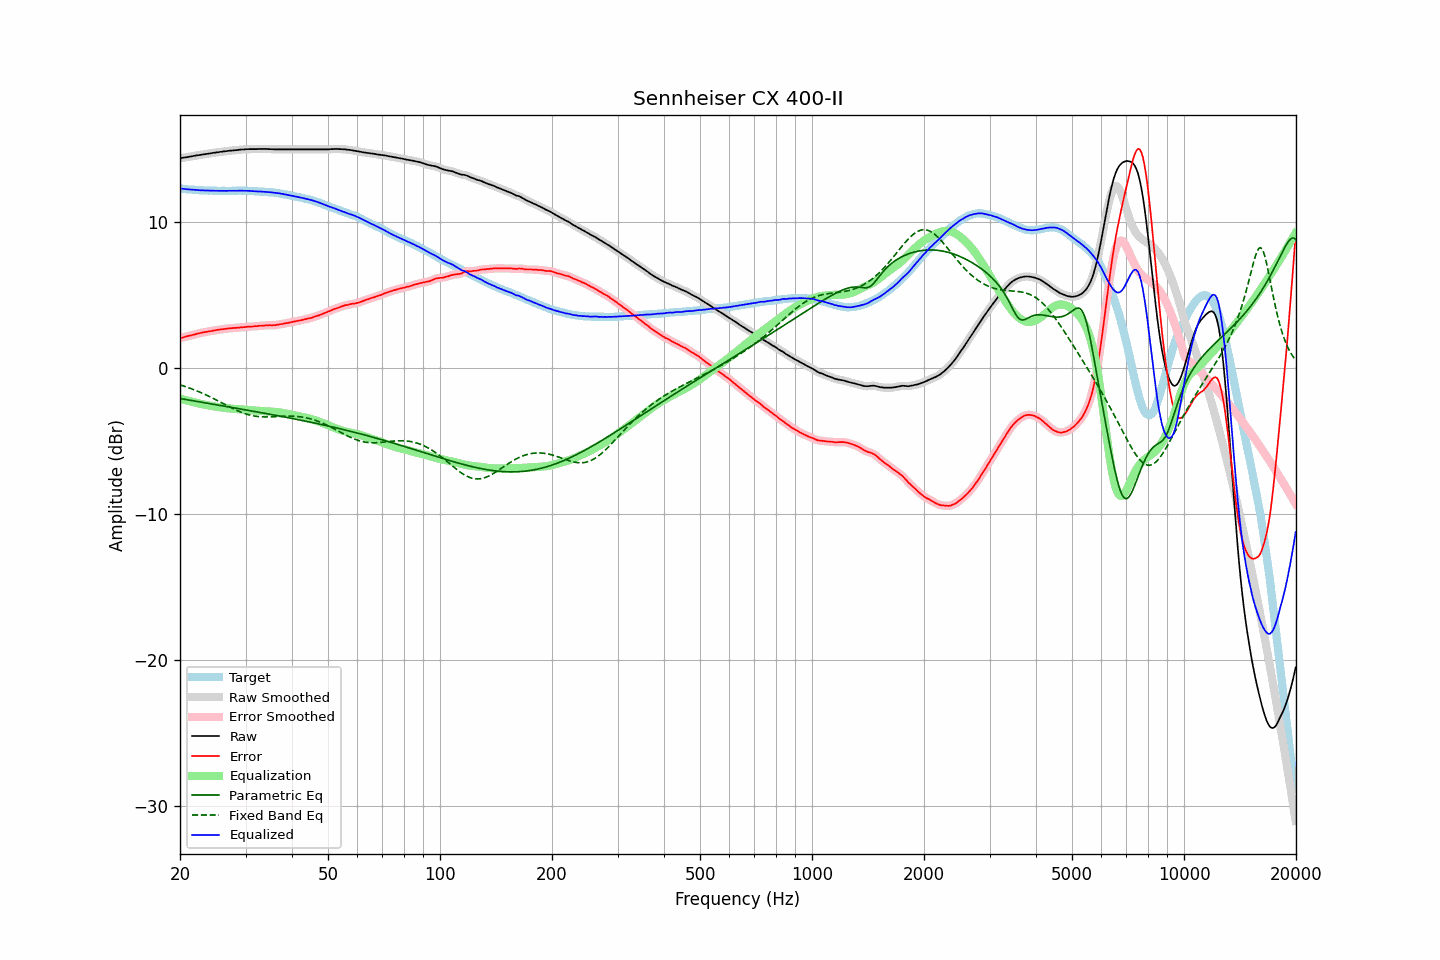 Sennheiser CX 400-II
Amplitude (dBr)
10
0
−10
−20
−30
Target
Raw Smoothed
Error Smoothed
Raw
Error
Equalization
Parametric Eq
Fixed Band Eq
Equalized
20 50 100 200 500 1000 2000 5000 10000 20000
Frequency (Hz)